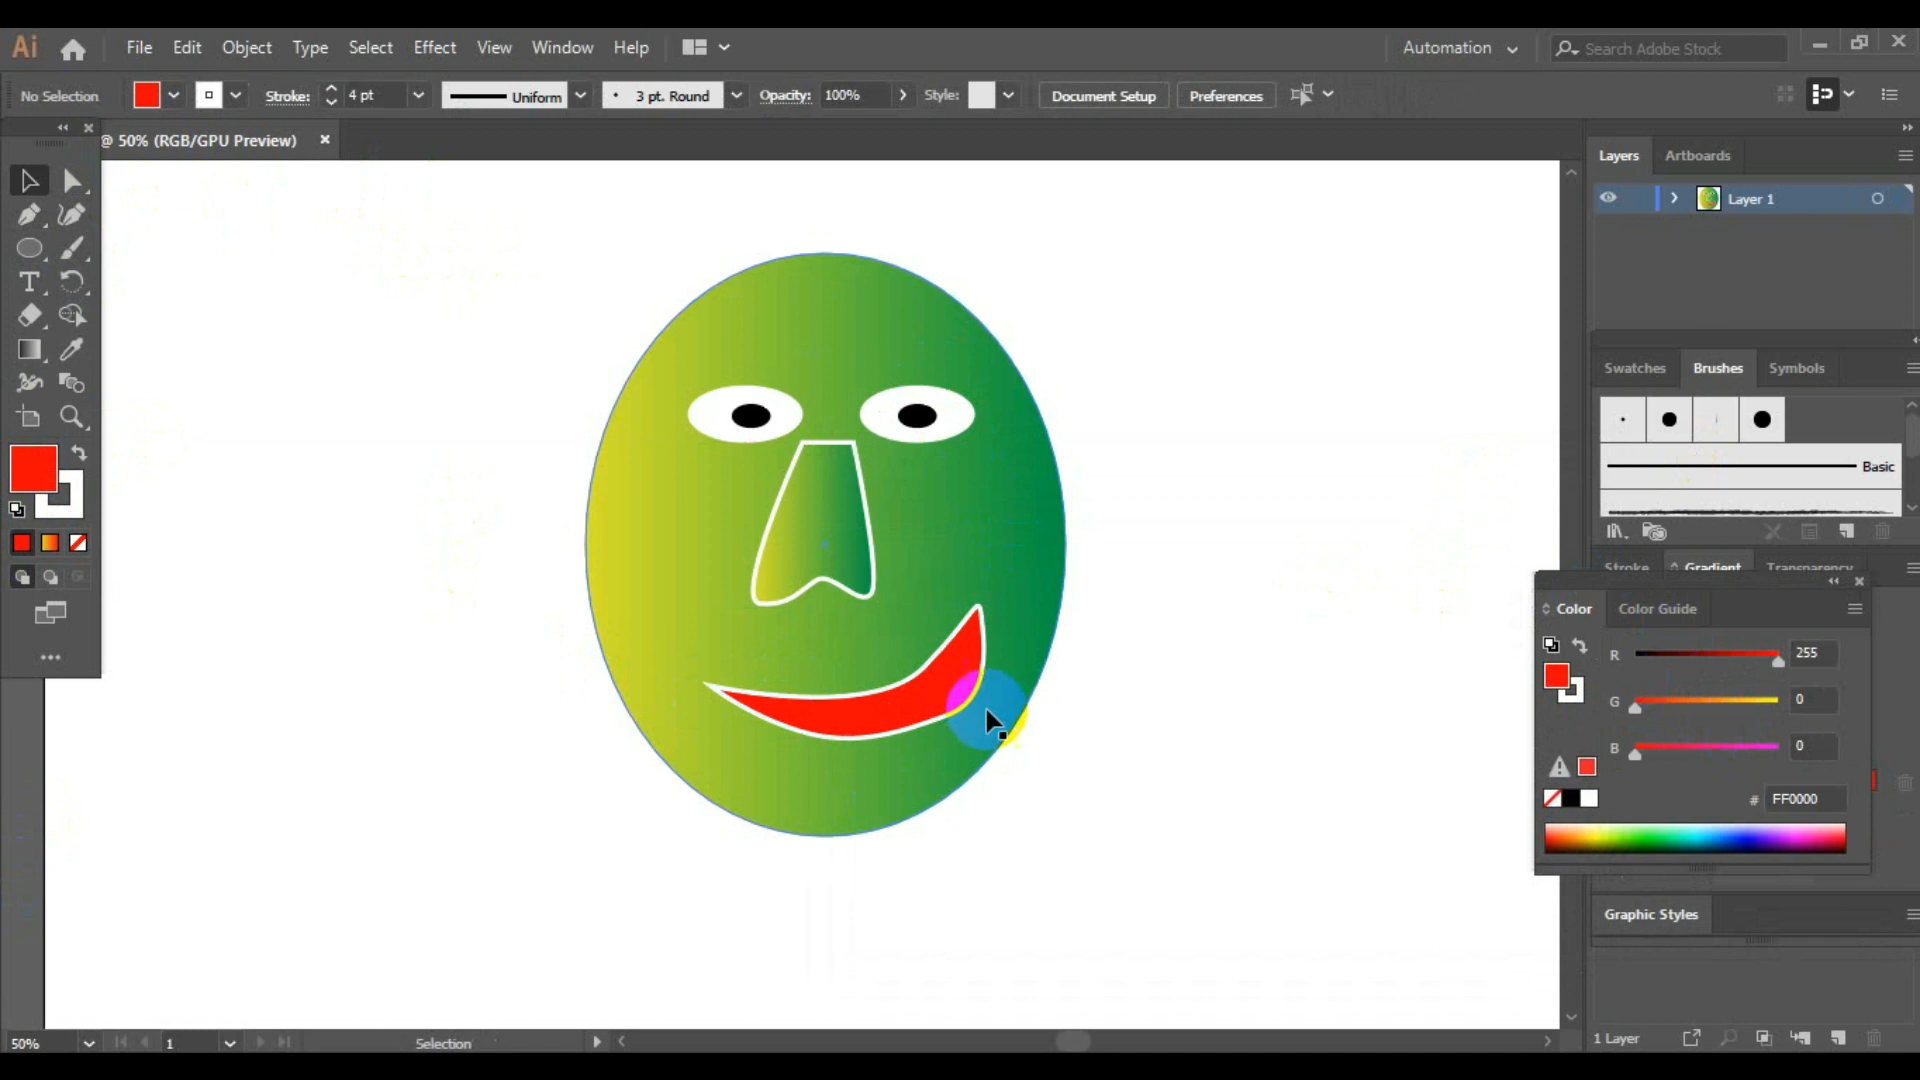 Ai File Edit Object Type Select Effect View Window Help Automation Search Adobe Stock
No Selection Stroke: 4 pt Uniform 3 pt. Round Opacity: 100% Style: Document Setup Preferences
@ 50% (RGB/GPU Preview)
Layers Artboards
Layer 1
Swatches Brushes Symbols
Basic
Stroke Gradient Transparency
Color Color Guide
R 255
G 0
B 0
# FF0000
Graphic Styles
1 Layer
50% 1 Selection